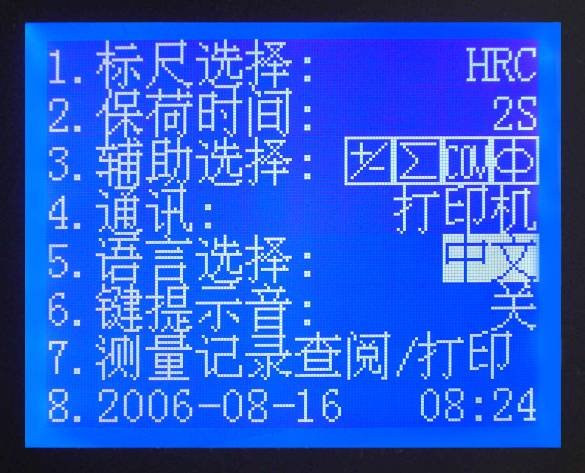 1.标尺选择: HRC
2.保荷时间: 2S
3.辅助选择: +/- Σ CON Φ
4.通讯: 打印机
5.语言选择: 中文
6.键提示音: 关
7.测量记录查阅/打印
8.2006-08-16 08:24